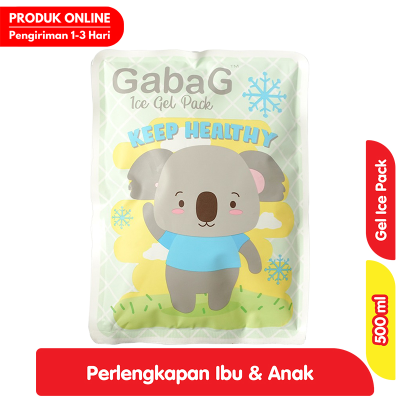 PRODUK ONLINE
Pengiriman 1-3 Hari
GabaG
Ice Gel Pack
KEEP HEALTHY
Gel Ice Pack
500 ml
Perlengkapan Ibu & Anak